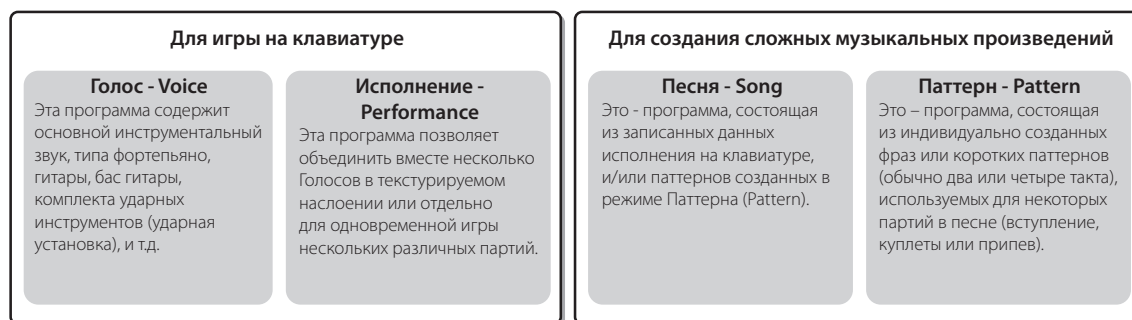 Для игры на клавиатуре
Голос - Voice
Эта программа содержит
основной инструментальный
звук, типа фортепьяно,
гитары, бас гитары,
комплекта ударных
инструментов (ударная
установка), и т.д.
Исполнение -
Performance
Эта программа позволяет
объединить вместе несколько
Голосов в текстурируемом
наслоении или отдельно
для одновременной игры
нескольких различных партий.
Для создания сложных музыкальных произведений
Песня - Song
Это - программа, состоящая
из записанных данных
исполнения на клавиатуре,
и/или паттернов созданных в
режиме Паттерна (Pattern).
Паттерн - Pattern
Это – программа, состоящая
из индивидуально созданных
фраз или коротких паттернов
(обычно два или четыре такта),
используемых для некоторых
партий в песне (вступление,
куплеты или припев).